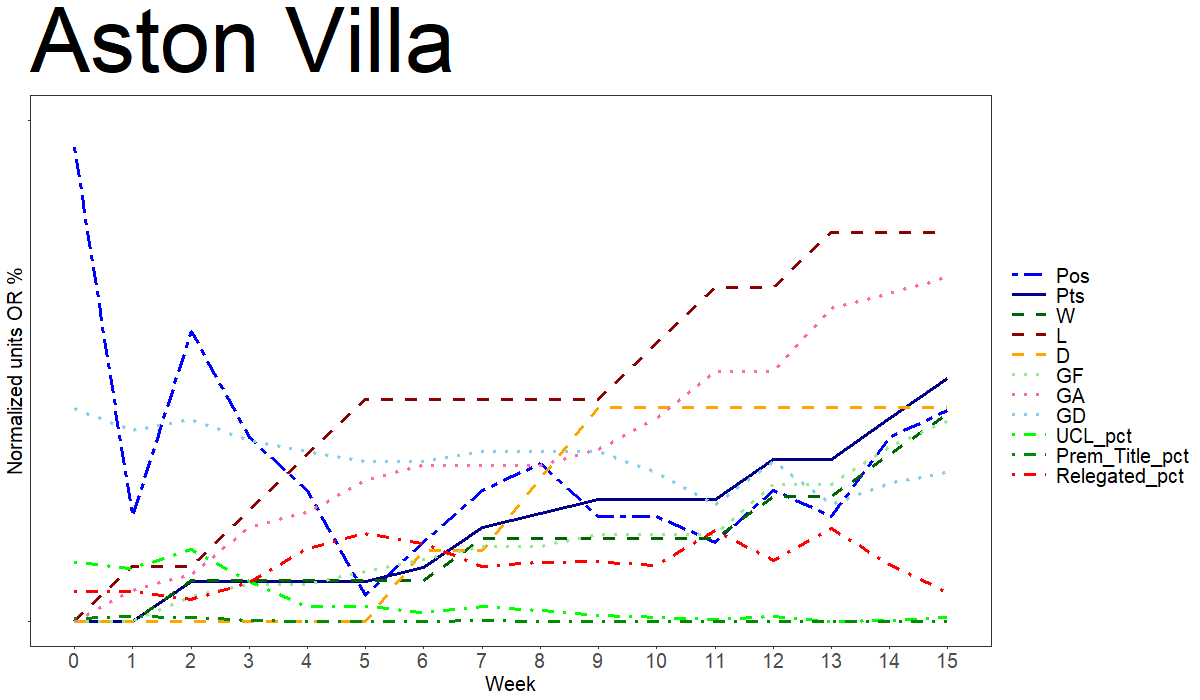 Aston Villa
Normalized units OR %
Pos
Pts
W
L
D
GF
GA
GD
UCL_pct
Prem_Title_pct
Relegated_pct
0 1 2 3 4 5 6 7 8 9 10 11 12 13 14 15
Week